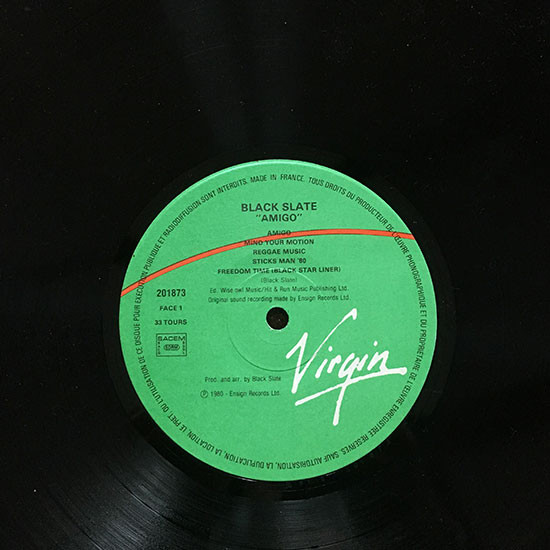 BLACK SLATE
"AMIGO"
AMIGO
MIND YOUR MOTION
REGGAE MUSIC
STICKS MAN '80
FREEDOM TIME (BLACK STAR LINER)
(Black Slate)
Ed. Wise owl Music/Hit & Run Music Publishing Ltd.
Original sound recording made by Ensign Records Ltd.
201873
FACE 1
33 TOURS
SACEM
Virgin
Prod. and arr. by Black Slate
Ⓟ 1980 - Ensign Records Ltd.
MADE IN FRANCE. TOUS DROITS DU PRODUCTEUR DE L'ŒUVRE PHONOGRAPHIQUE ET DU PROPRIETAIRE DE L'ŒUVRE ENREGISTREE RESERVES. SAUF AUTORISATION, LA DUPLICATION, LA LOCATION, LE PRET, OU L'UTILISATION DE CE DISQUE POUR EXECUTION PUBLIQUE ET RADIODIFFUSION SONT INTERDITS.